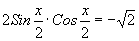 2Sin x/2 · Cos x/2 = −√2